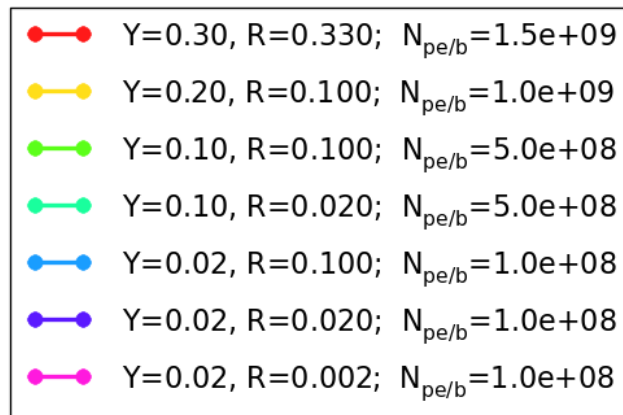 Y=0.30, R=0.330; N_pe/b=1.5e+09
Y=0.20, R=0.100; N_pe/b=1.0e+09
Y=0.10, R=0.100; N_pe/b=5.0e+08
Y=0.10, R=0.020; N_pe/b=5.0e+08
Y=0.02, R=0.100; N_pe/b=1.0e+08
Y=0.02, R=0.020; N_pe/b=1.0e+08
Y=0.02, R=0.002; N_pe/b=1.0e+08